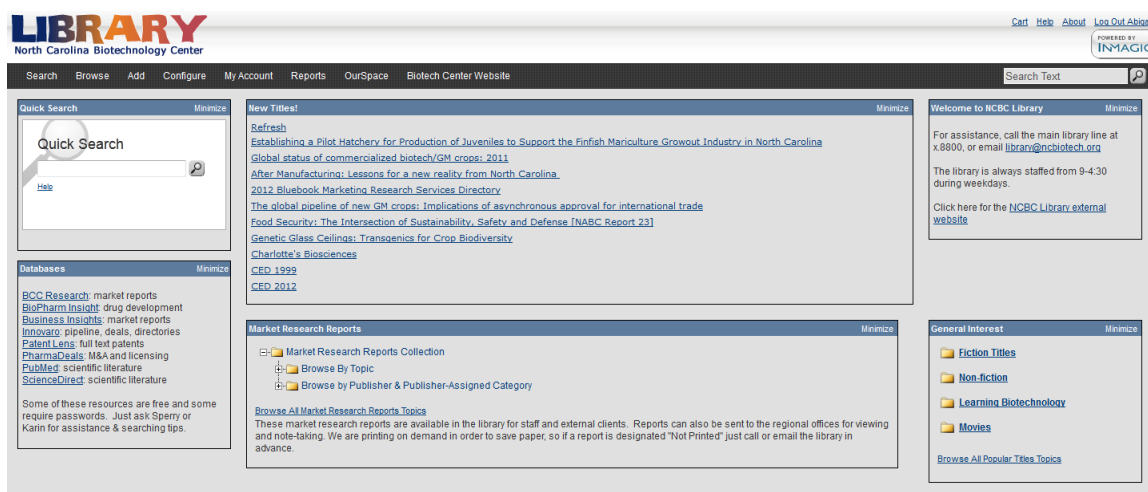 LIBRARY
North Carolina Biotechnology Center
Cart Help About Log Out
POWERED BY
INMAGIC
Search Browse Add Configure My Account Reports OurSpace Biotech Center Website
Search Text
Quick Search Minimize
Quick Search
Help
Databases Minimize
BCC Research: market reports
BioPharm Insight: drug development
Business Insights: market reports
Innovaro: pipeline, deals, directories
Patent Lens: full text patents
PharmaDeals: M&A and licensing
PubMed: scientific literature
ScienceDirect: scientific literature
Some of these resources are free and some
require passwords. Just ask Sperry or
Karin for assistance & searching tips.
New Titles! Minimize
Refresh
Establishing a Pilot Hatchery for Production of Juveniles to Support the Finfish Mariculture Growout Industry in North Carolina
Global status of commercialized biotech/GM crops: 2011
After Manufacturing: Lessons for a new reality from North Carolina
2012 Bluebook Marketing Research Services Directory
The global pipeline of new GM crops: Implications of asynchronous approval for international trade
Food Security: The Intersection of Sustainability, Safety and Defense [NABC Report 23]
Genetic Glass Ceilings: Transgenics for Crop Biodiversity
Charlotte's Biosciences
CED 1999
CED 2012
Market Research Reports Minimize
Market Research Reports Collection
Browse By Topic
Browse by Publisher & Publisher-Assigned Category
Browse All Market Research Reports Topics
These market research reports are available in the library for staff and external clients. Reports can also be sent to the regional offices for viewing
and note-taking. We are printing on demand in order to save paper, so if a report is designated "Not Printed" just call or email the library in
advance.
Welcome to NCBC Library Minimize
For assistance, call the main library line at
x.8800, or email library@ncbiotech.org
The library is always staffed from 9-4:30
during weekdays.
Click here for the NCBC Library external
website
General Interest Minimize
Fiction Titles
Non-fiction
Learning Biotechnology
Movies
Browse All Popular Titles Topics